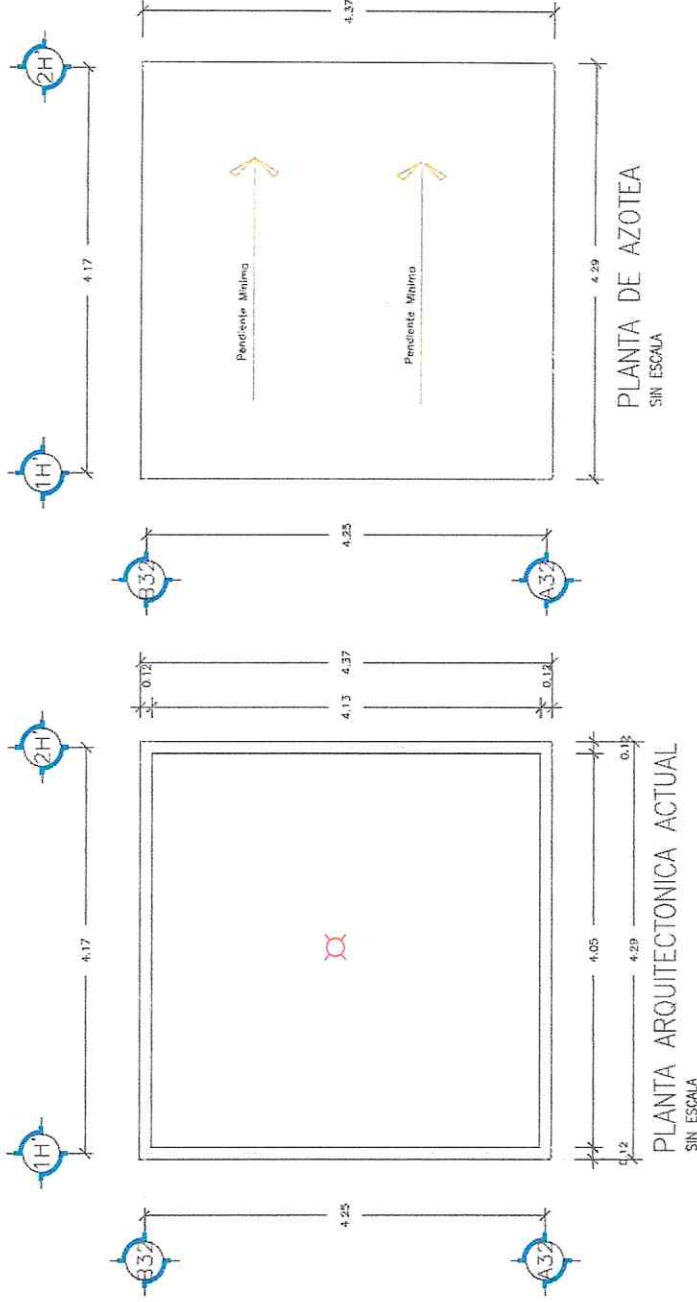 1H'
2H'
4.17
B32
A32
4.25
0.12
4.13
4.37
0.12
4.05
0.12
0.12
4.29
PLANTA ARQUITECTONICA ACTUAL
SIN ESCALA
1H'
2H'
4.17
B32
A32
4.25
4.37
Pendiente Minima
Pendiente Minima
4.29
PLANTA DE AZOTEA
SIN ESCALA